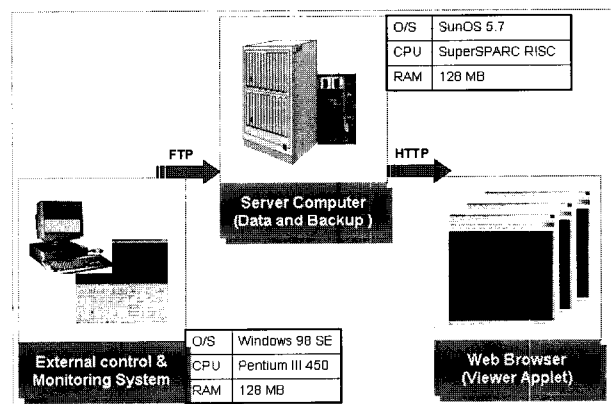 O/S SunOS 5.7
CPU SuperSPARC RISC
RAM 128 MB
FTP
HTTP
Server Computer
(Data and Backup )
External control &
Monitoring System
O/S Windows 98 SE
CPU Pentium III 450
RAM 128 MB
Web Browser
(Viewer Applet)